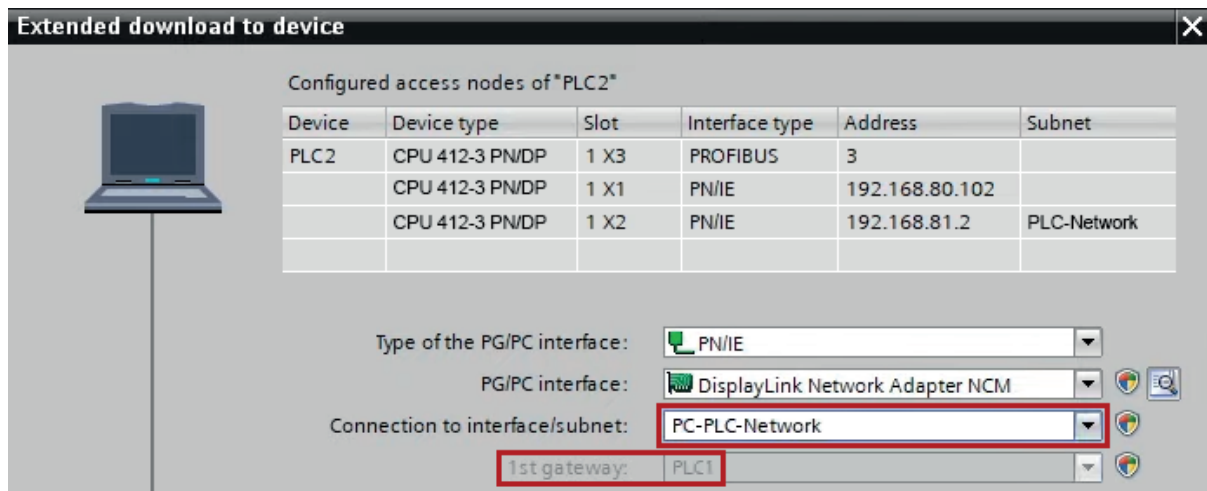 Extended download to device
Configured access nodes of "PLC2"
Device Device type Slot Interface type Address Subnet
PLC2 CPU 412-3 PN/DP 1 X3 PROFIBUS 3
CPU 412-3 PN/DP 1 X1 PN/IE 192.168.80.102
CPU 412-3 PN/DP 1 X2 PN/IE 192.168.81.2 PLC-Network
Type of the PG/PC interface: PN/IE
PG/PC interface: DisplayLink Network Adapter NCM
Connection to interface/subnet: PC-PLC-Network
1st gateway: PLC1